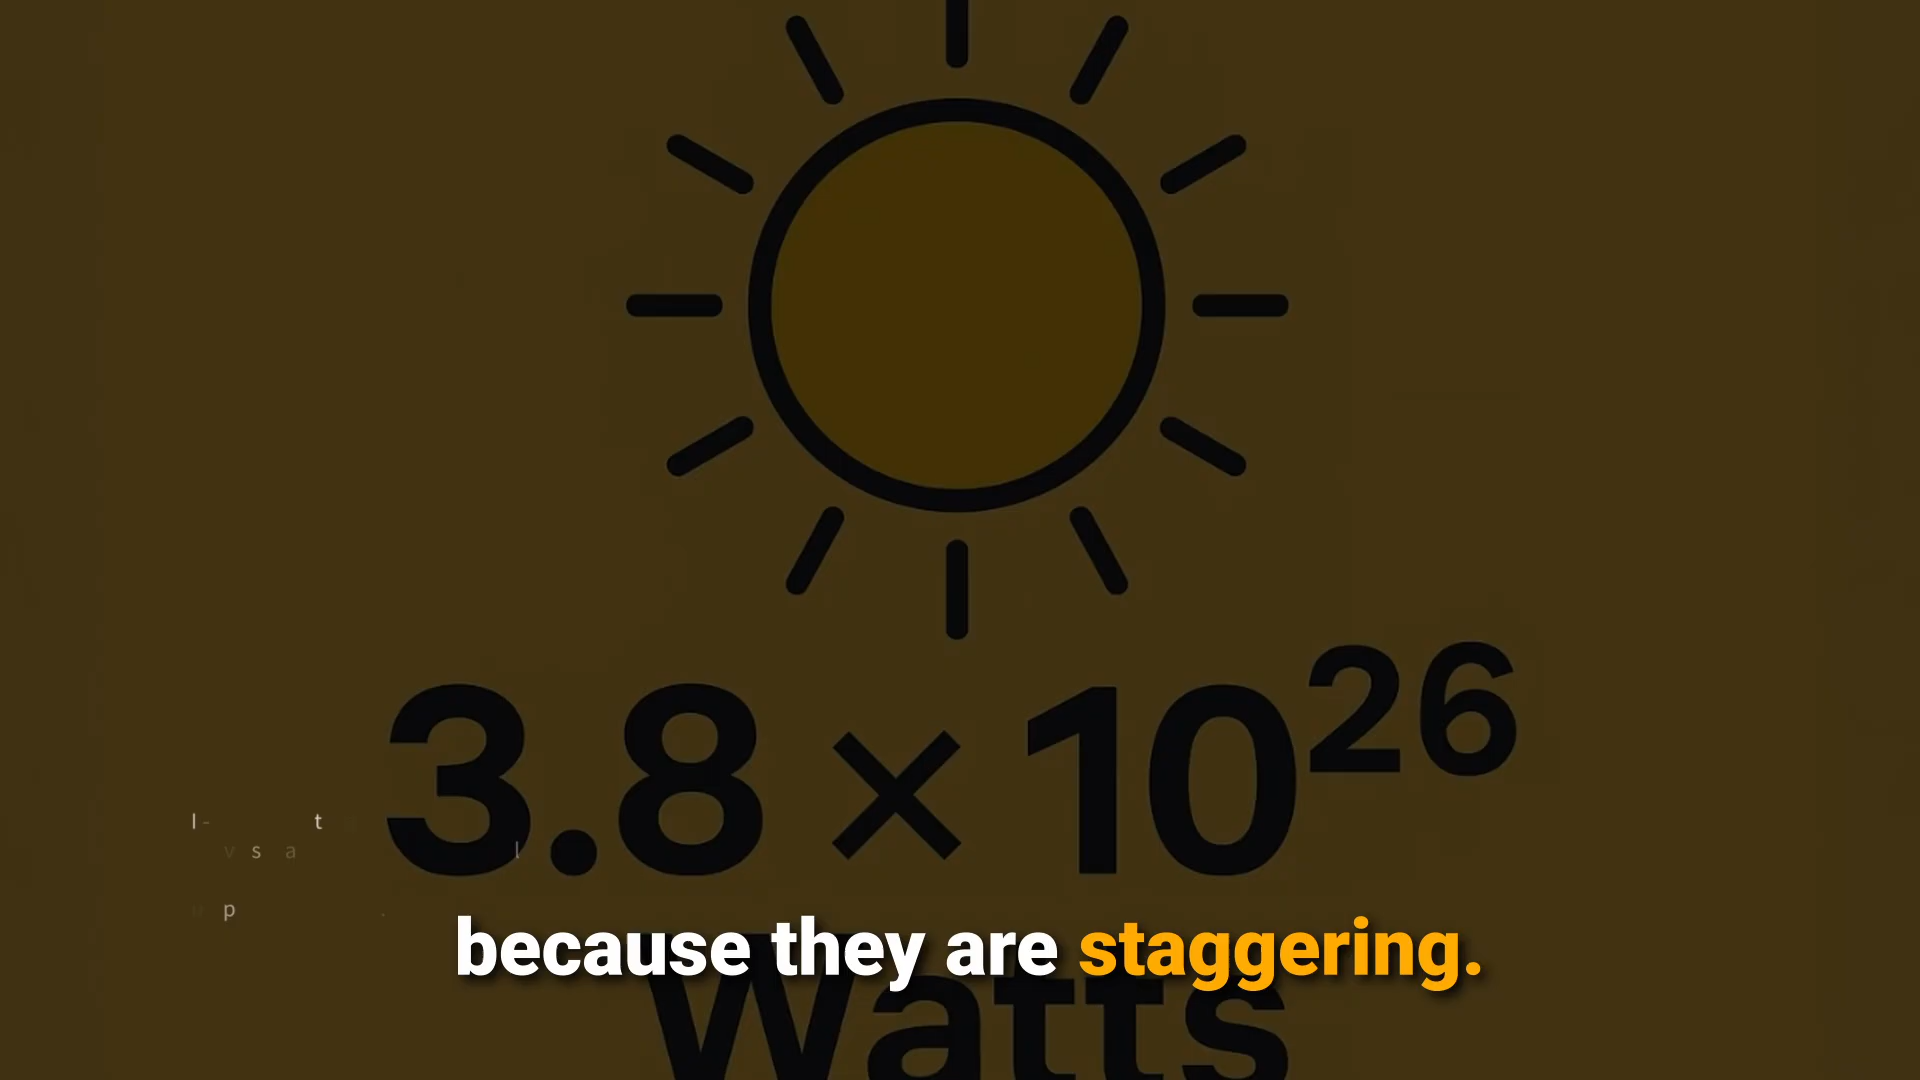 3.8 × 10²⁶
because they are staggering.
Watts